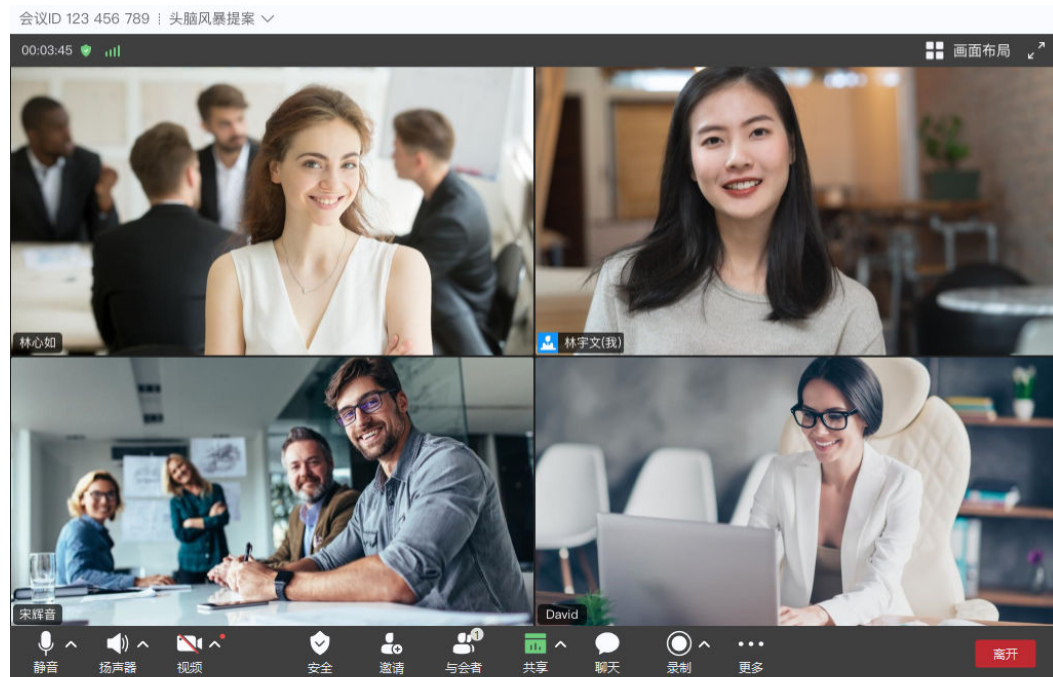 会议ID 123 456 789 ⋮ 头脑风暴提案
00:03:45 画面布局
林心如
林宇文(我)
宋辉音
David
1
静音 扬声器 视频 安全 邀请 与会者 共享 聊天 录制 更多 离开